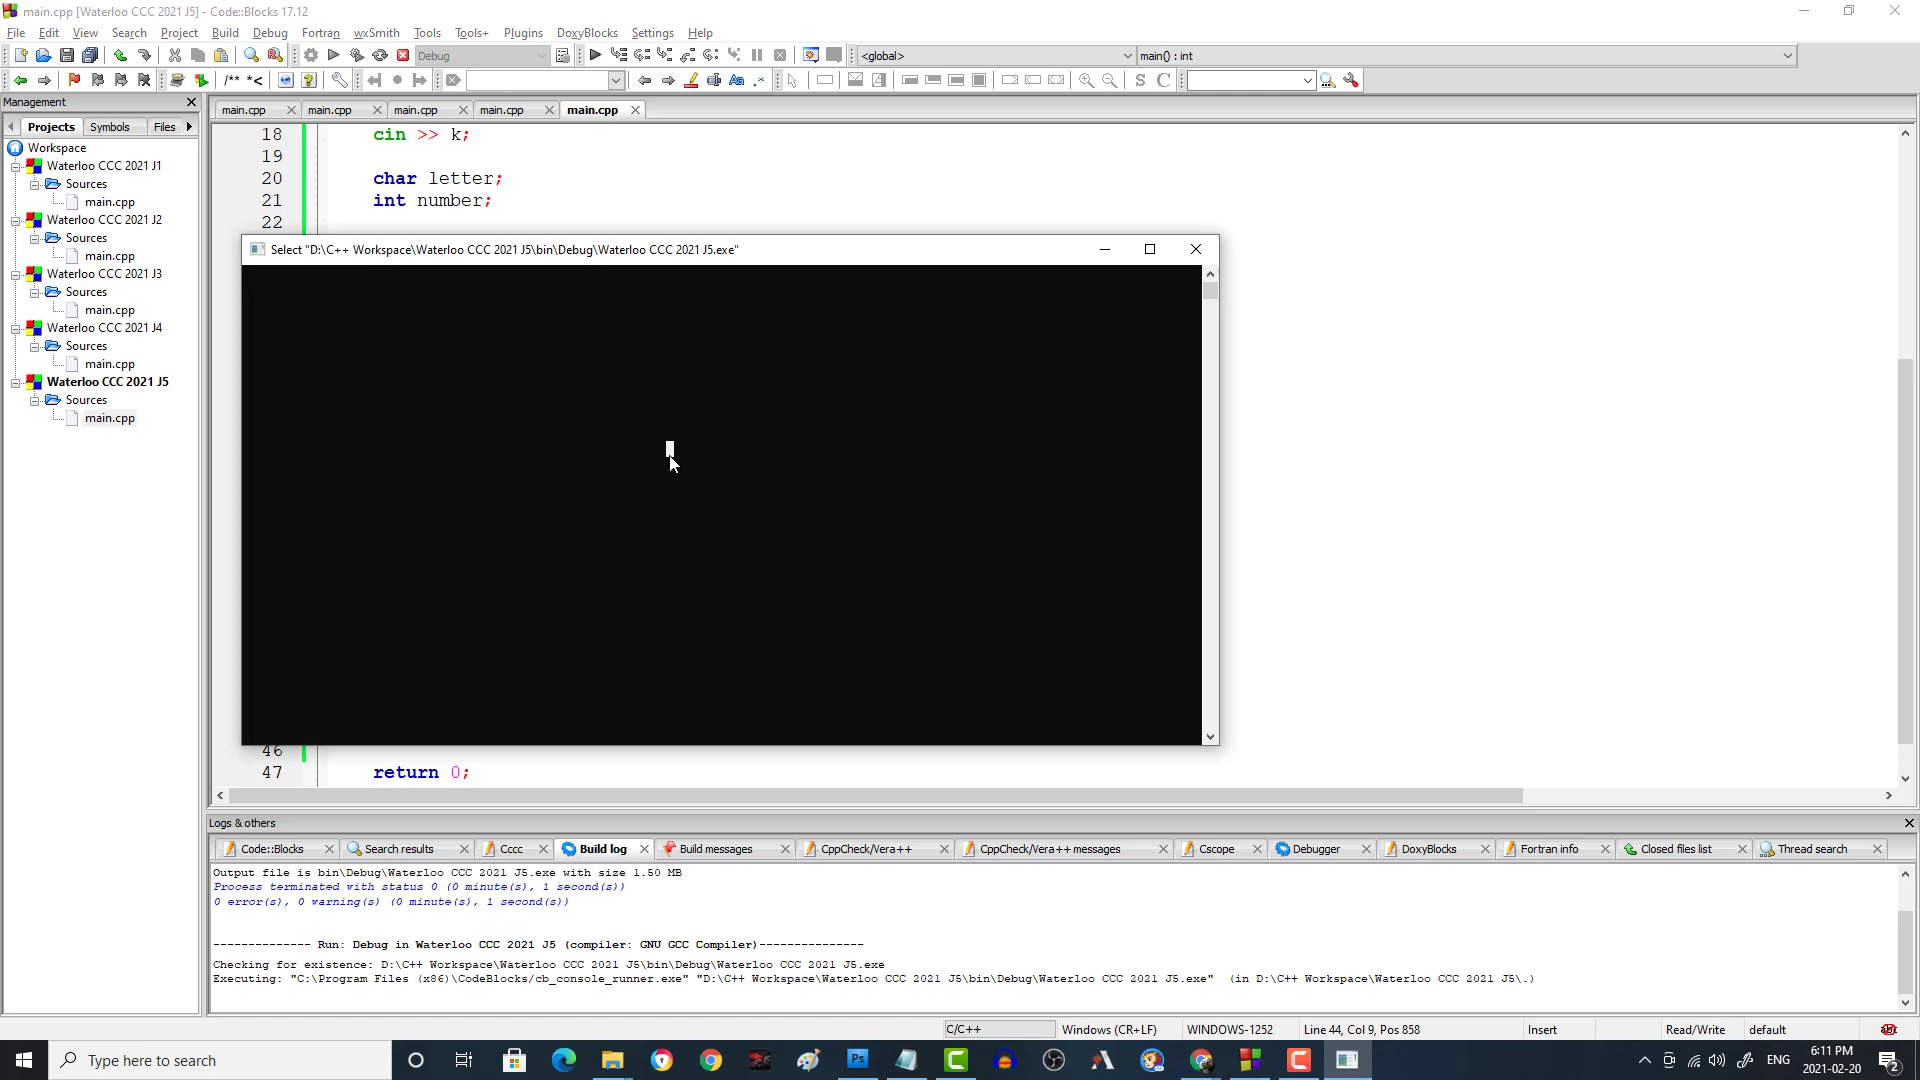 main.cpp [Waterloo CCC 2021 J5] - Code::Blocks 17.12
File Edit View Search Project Build Debug Fortran wxSmith Tools Tools+ Plugins DoxyBlocks Settings Help
Debug
<global>
main() : int
/** *<
.*
S C
Management
main.cpp main.cpp main.cpp main.cpp main.cpp
Projects Symbols Files
Workspace
Waterloo CCC 2021 J1
Sources
main.cpp
Waterloo CCC 2021 J2
Sources
main.cpp
Waterloo CCC 2021 J3
Sources
main.cpp
Waterloo CCC 2021 J4
Sources
main.cpp
Waterloo CCC 2021 J5
Sources
main.cpp
18 cin >> k;
19
20 char letter;
21 int number;
22
Select "D:\C++ Workspace\Waterloo CCC 2021 J5\bin\Debug\Waterloo CCC 2021 J5.exe"
46
47 return 0;
Logs & others
Code::Blocks Search results Cccc Build log Build messages CppCheck/Vera++ CppCheck/Vera++ messages Cscope Debugger DoxyBlocks Fortran info Closed files list Thread search
Output file is bin\Debug\Waterloo CCC 2021 J5.exe with size 1.50 MB
Process terminated with status 0 (0 minute(s), 1 second(s))
0 error(s), 0 warning(s) (0 minute(s), 1 second(s))
-------------- Run: Debug in Waterloo CCC 2021 J5 (compiler: GNU GCC Compiler)---------------
Checking for existence: D:\C++ Workspace\Waterloo CCC 2021 J5\bin\Debug\Waterloo CCC 2021 J5.exe
Executing: "C:\Program Files (x86)\CodeBlocks/cb_console_runner.exe" "D:\C++ Workspace\Waterloo CCC 2021 J5\bin\Debug\Waterloo CCC 2021 J5.exe" (in D:\C++ Workspace\Waterloo CCC 2021 J5\.)
C/C++ Windows (CR+LF) WINDOWS-1252 Line 44, Col 9, Pos 858 Insert Read/Write default
Type here to search
Ps
ENG
6:11 PM
2021-02-20
2